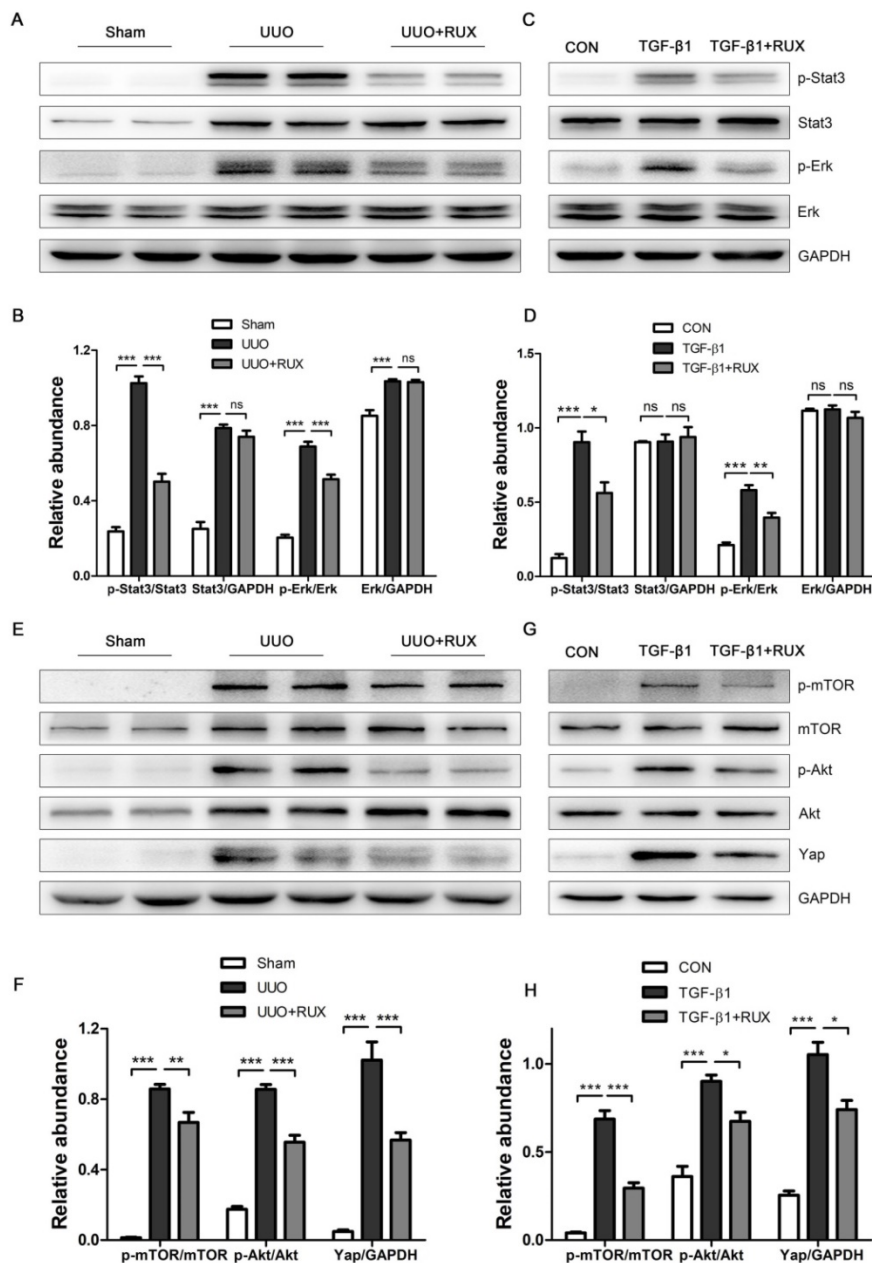 A
Sham UUO UUO+RUX
C
CON TGF-β1 TGF-β1+RUX
p-Stat3
Stat3
p-Erk
Erk
GAPDH
B
Sham
UUO
UUO+RUX
Relative abundance
1.2
0.8
0.4
0.0
*** *** *** ns *** *** *** ns
p-Stat3/Stat3 Stat3/GAPDH p-Erk/Erk Erk/GAPDH
D
CON
TGF-β1
TGF-β1+RUX
Relative abundance
1.5
1.0
0.5
0.0
*** * ns ns *** ** ns ns
p-Stat3/Stat3 Stat3/GAPDH p-Erk/Erk Erk/GAPDH
E
Sham UUO UUO+RUX
G
CON TGF-β1 TGF-β1+RUX
p-mTOR
mTOR
p-Akt
Akt
Yap
GAPDH
F
Sham
UUO
UUO+RUX
Relative abundance
1.2
0.8
0.4
0.0
*** ** *** *** *** ***
p-mTOR/mTOR p-Akt/Akt Yap/GAPDH
H
CON
TGF-β1
TGF-β1+RUX
Relative abundance
1.0
0.5
0.0
*** *** *** * *** *
p-mTOR/mTOR p-Akt/Akt Yap/GAPDH